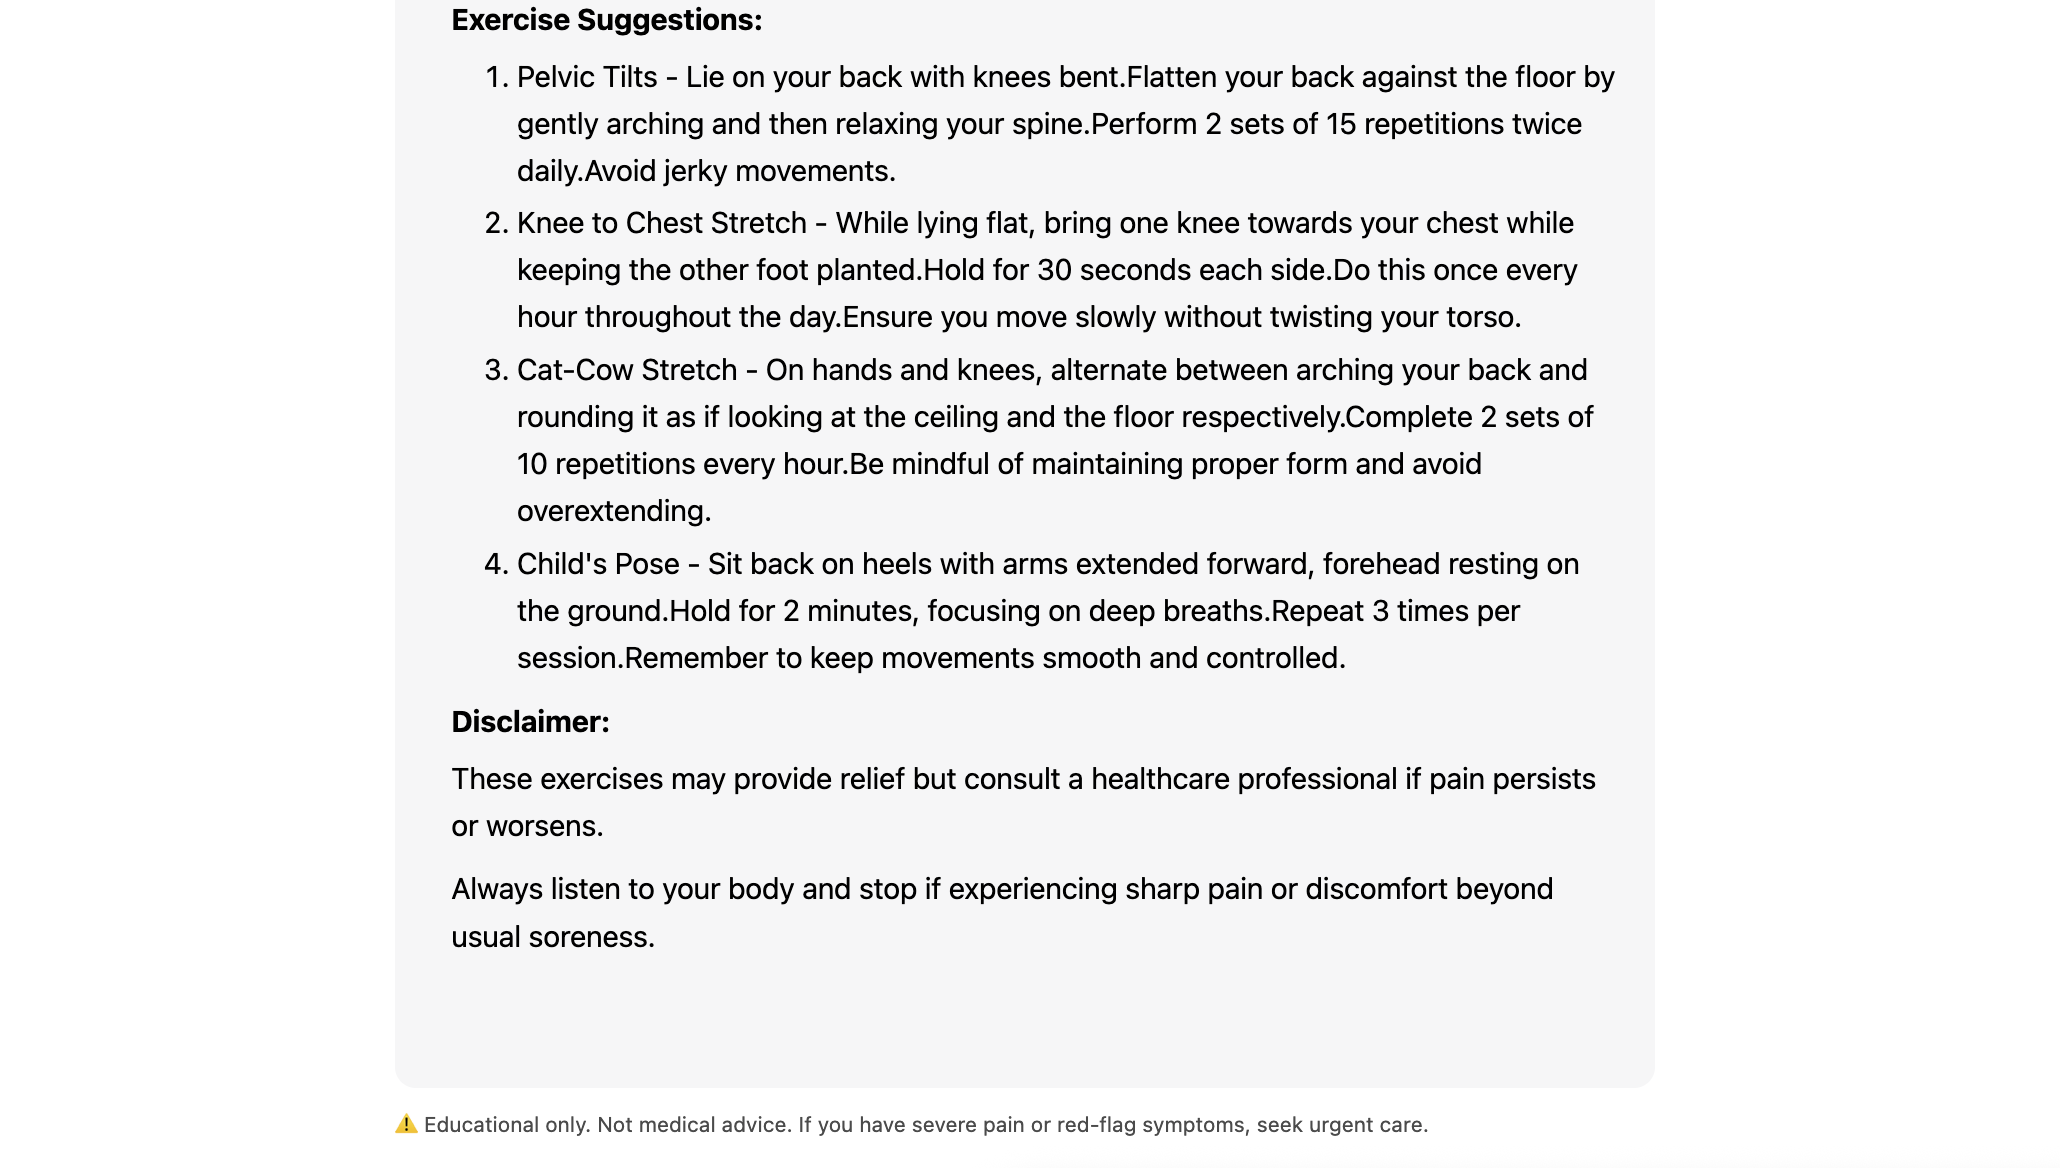 Exercise Suggestions:
1. Pelvic Tilts - Lie on your back with knees bent.Flatten your back against the floor by
gently arching and then relaxing your spine.Perform 2 sets of 15 repetitions twice
daily.Avoid jerky movements.
2. Knee to Chest Stretch - While lying flat, bring one knee towards your chest while
keeping the other foot planted.Hold for 30 seconds each side.Do this once every
hour throughout the day.Ensure you move slowly without twisting your torso.
3. Cat-Cow Stretch - On hands and knees, alternate between arching your back and
rounding it as if looking at the ceiling and the floor respectively.Complete 2 sets of
10 repetitions every hour.Be mindful of maintaining proper form and avoid
overextending.
4. Child's Pose - Sit back on heels with arms extended forward, forehead resting on
the ground.Hold for 2 minutes, focusing on deep breaths.Repeat 3 times per
session.Remember to keep movements smooth and controlled.
Disclaimer:
These exercises may provide relief but consult a healthcare professional if pain persists
or worsens.
Always listen to your body and stop if experiencing sharp pain or discomfort beyond
usual soreness.
⚠️ Educational only. Not medical advice. If you have severe pain or red-flag symptoms, seek urgent care.